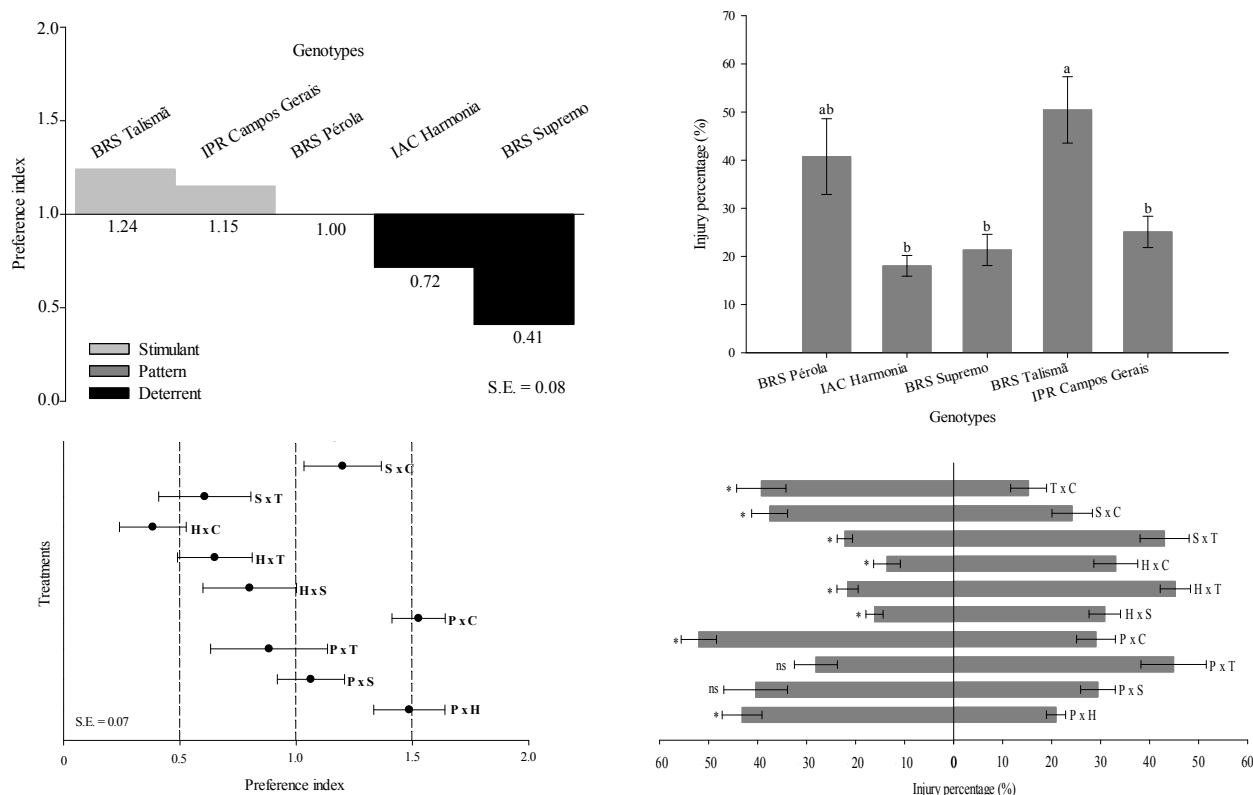 2.0
Genotypes
BRS Talismã
IPR Campos Gerais
BRS Pérola
IAC Harmonia
BRS Supremo
1.5
Preference index
1.0
1.24
1.15
1.00
0.72
0.41
0.5
Stimulant
Pattern
Deterrent
S.E. = 0.08
0.0
70
60
50
40
30
20
10
0
Injury percentage (%)
ab
b
b
a
b
BRS Pérola
IAC Harmonia
BRS Supremo
BRS Talismã
IPR Campos Gerais
Genotypes
Treatments
S x C
S x T
H x C
H x T
H x S
P x C
P x T
P x S
P x H
S.E. = 0.07
0 0.5 1.0 1.5 2.0
Preference index
* T x C
* S x C
* S x T
* H x C
* H x T
* H x S
* P x C
ns P x T
ns P x S
* P x H
60 50 40 30 20 10 0 10 20 30 40 50 60
Injury percentage (%)